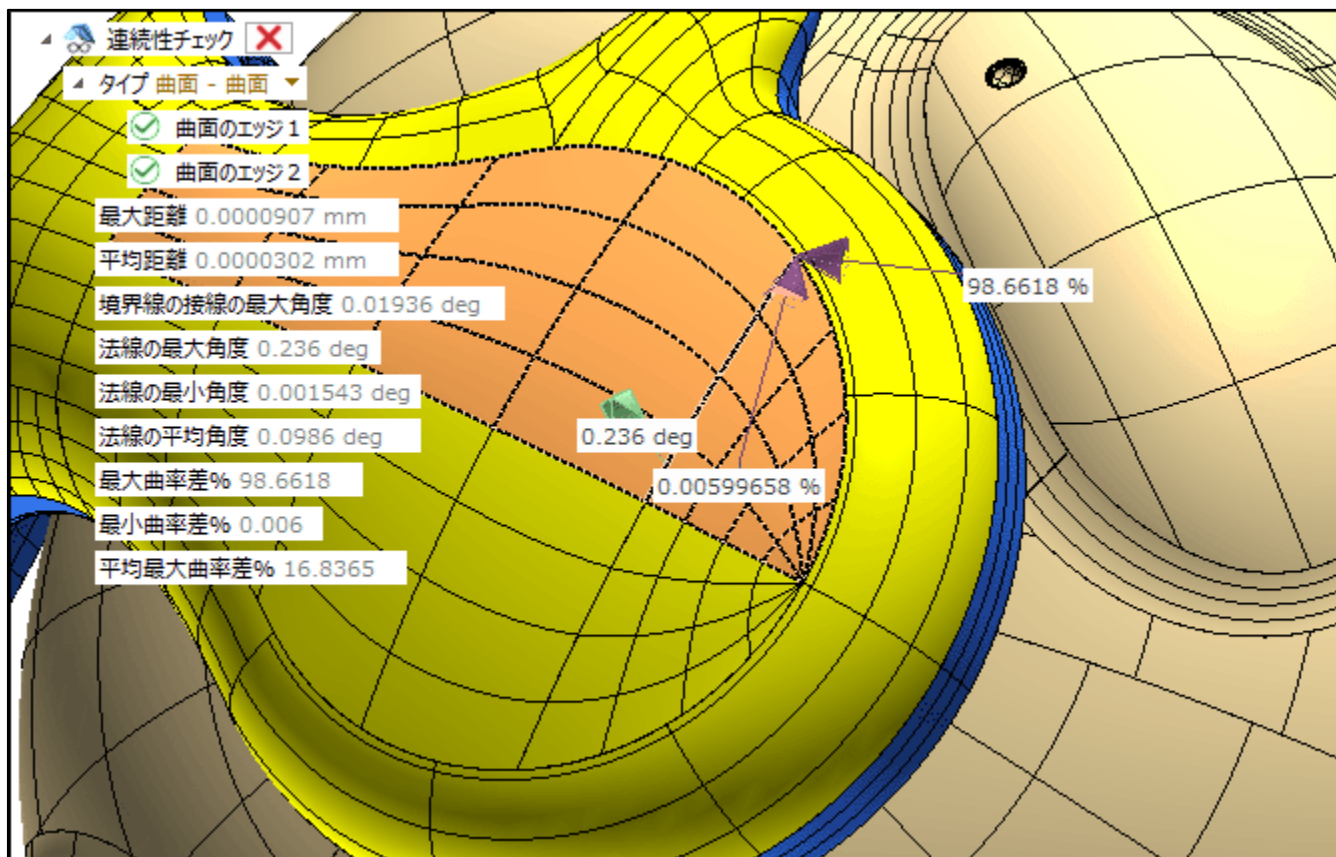 連続性チェック
タイプ 曲面 - 曲面
曲面のエッジ 1
曲面のエッジ 2
最大距離 0.0000907 mm
平均距離 0.0000302 mm
境界線の接線の最大角度 0.01936 deg
法線の最大角度 0.236 deg
法線の最小角度 0.001543 deg
法線の平均角度 0.0986 deg
最大曲率差% 98.6618
最小曲率差% 0.006
平均最大曲率差% 16.8365
98.6618 %
0.236 deg
0.00599658 %